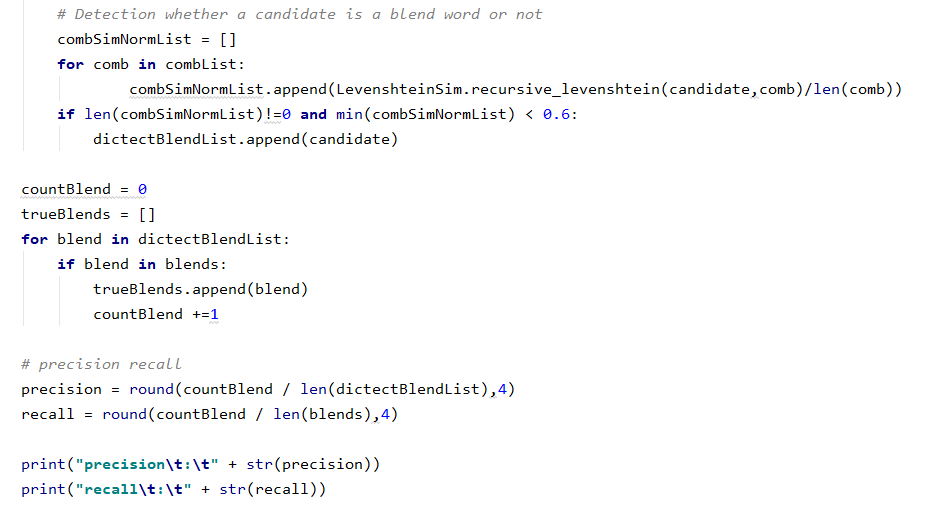 # Detection whether a candidate is a blend word or not
combSimNormList = []
for comb in combList:
combSimNormList.append(LevenshteinSim.recursive_levenshtein(candidate,comb)/len(comb))
if len(combSimNormList)!=0 and min(combSimNormList) < 0.6:
dictectBlendList.append(candidate)
countBlend = 0
trueBlends = []
for blend in dictectBlendList:
if blend in blends:
trueBlends.append(blend)
countBlend +=1
# precision recall
precision = round(countBlend / len(dictectBlendList),4)
recall = round(countBlend / len(blends),4)
print("precision\t:\t" + str(precision))
print("recall\t:\t" + str(recall))